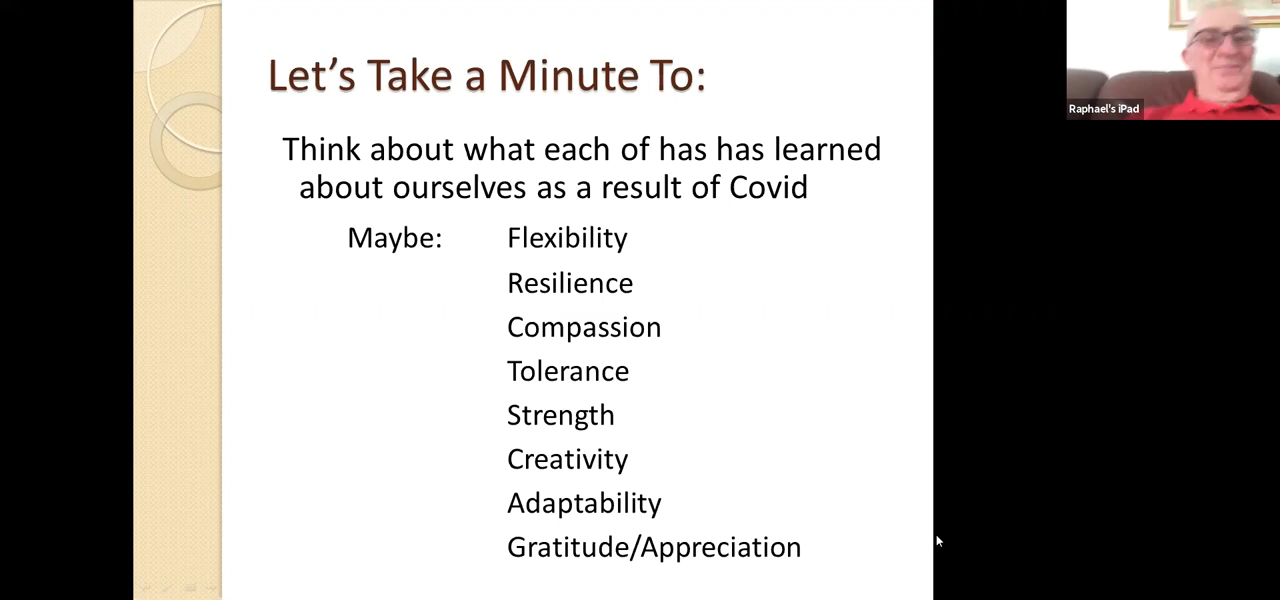 Let's Take a Minute To:
Think about what each of has has learned
about ourselves as a result of Covid
Maybe: Flexibility
Resilience
Compassion
Tolerance
Strength
Creativity
Adaptability
Gratitude/Appreciation
Raphael's iPad